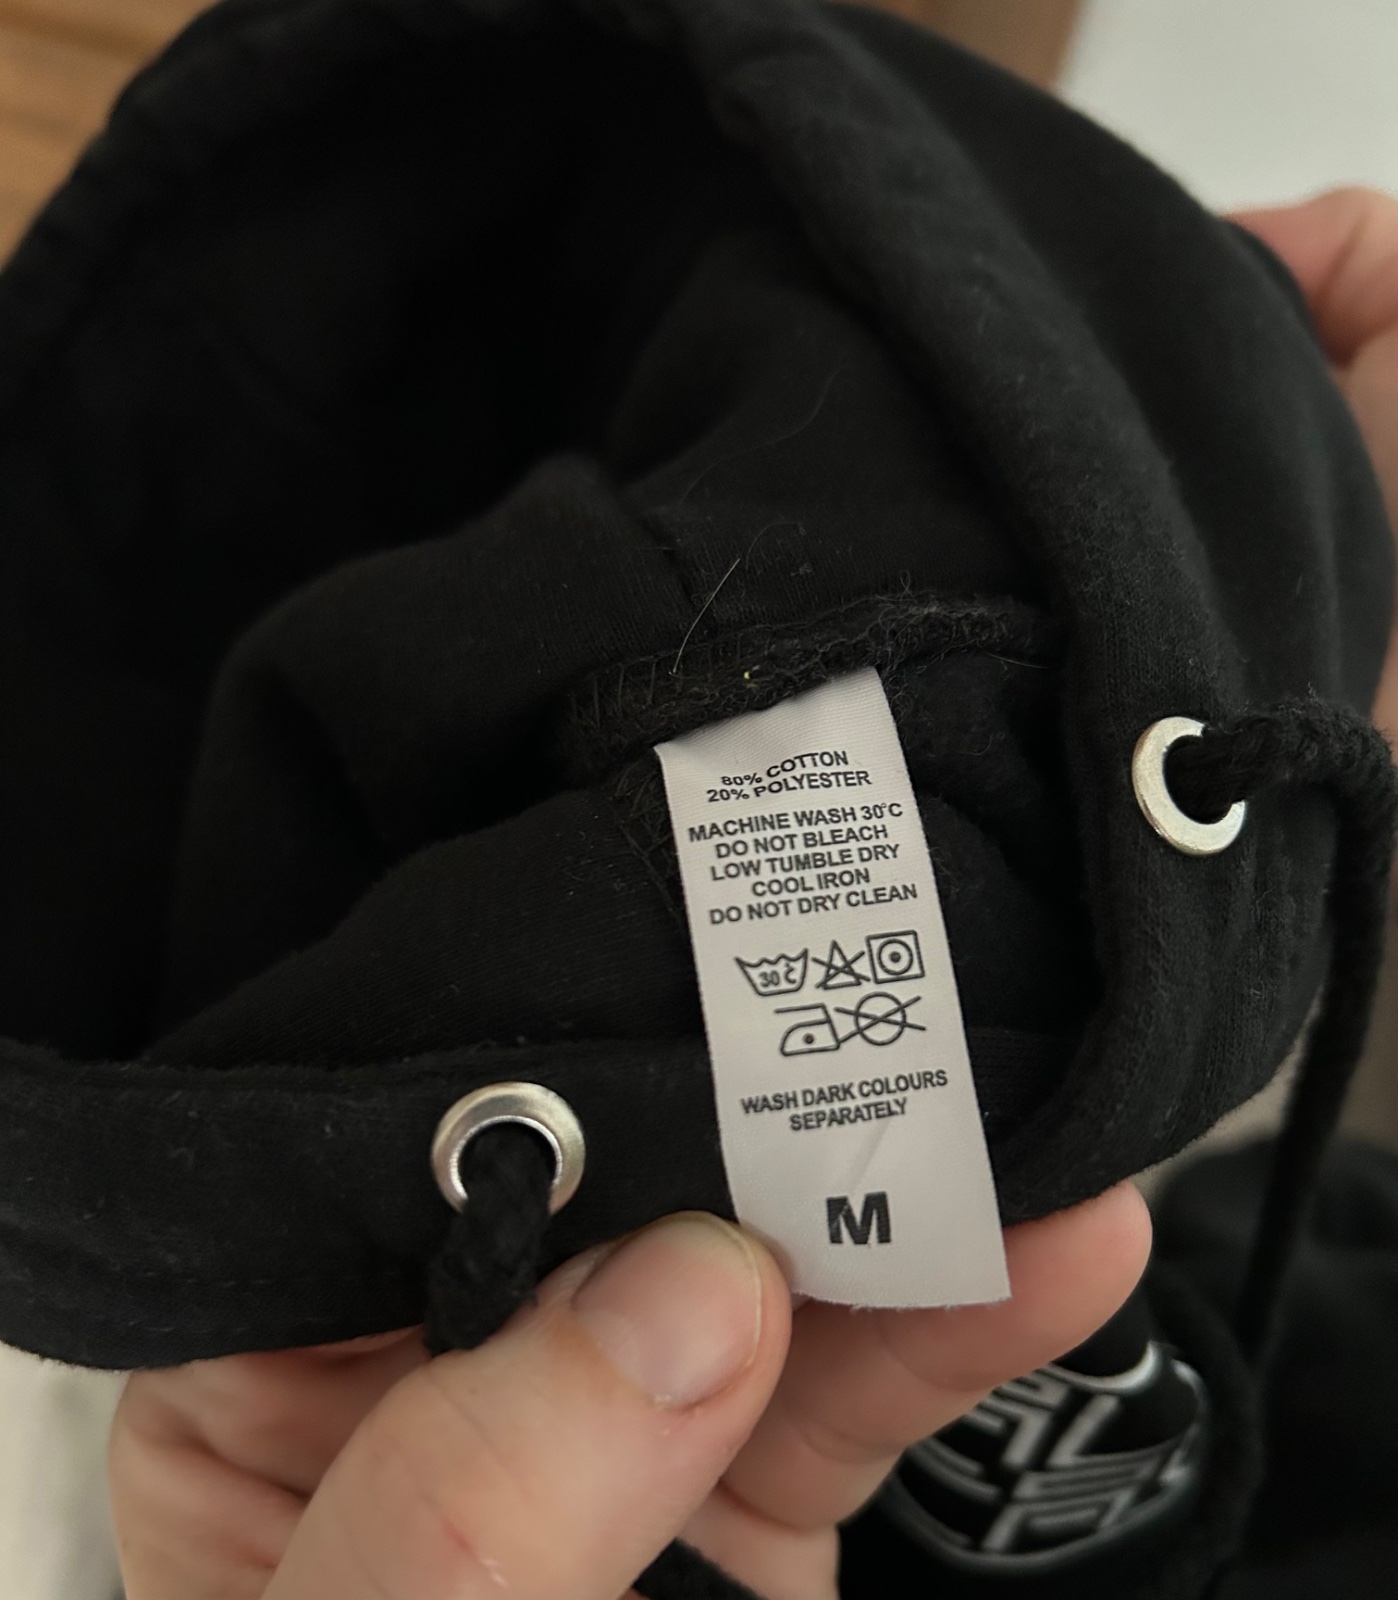 80% COTTON
20% POLYESTER
MACHINE WASH 30°C
DO NOT BLEACH
LOW TUMBLE DRY
COOL IRON
DO NOT DRY CLEAN
30 C
WASH DARK COLOURS
SEPARATELY
M